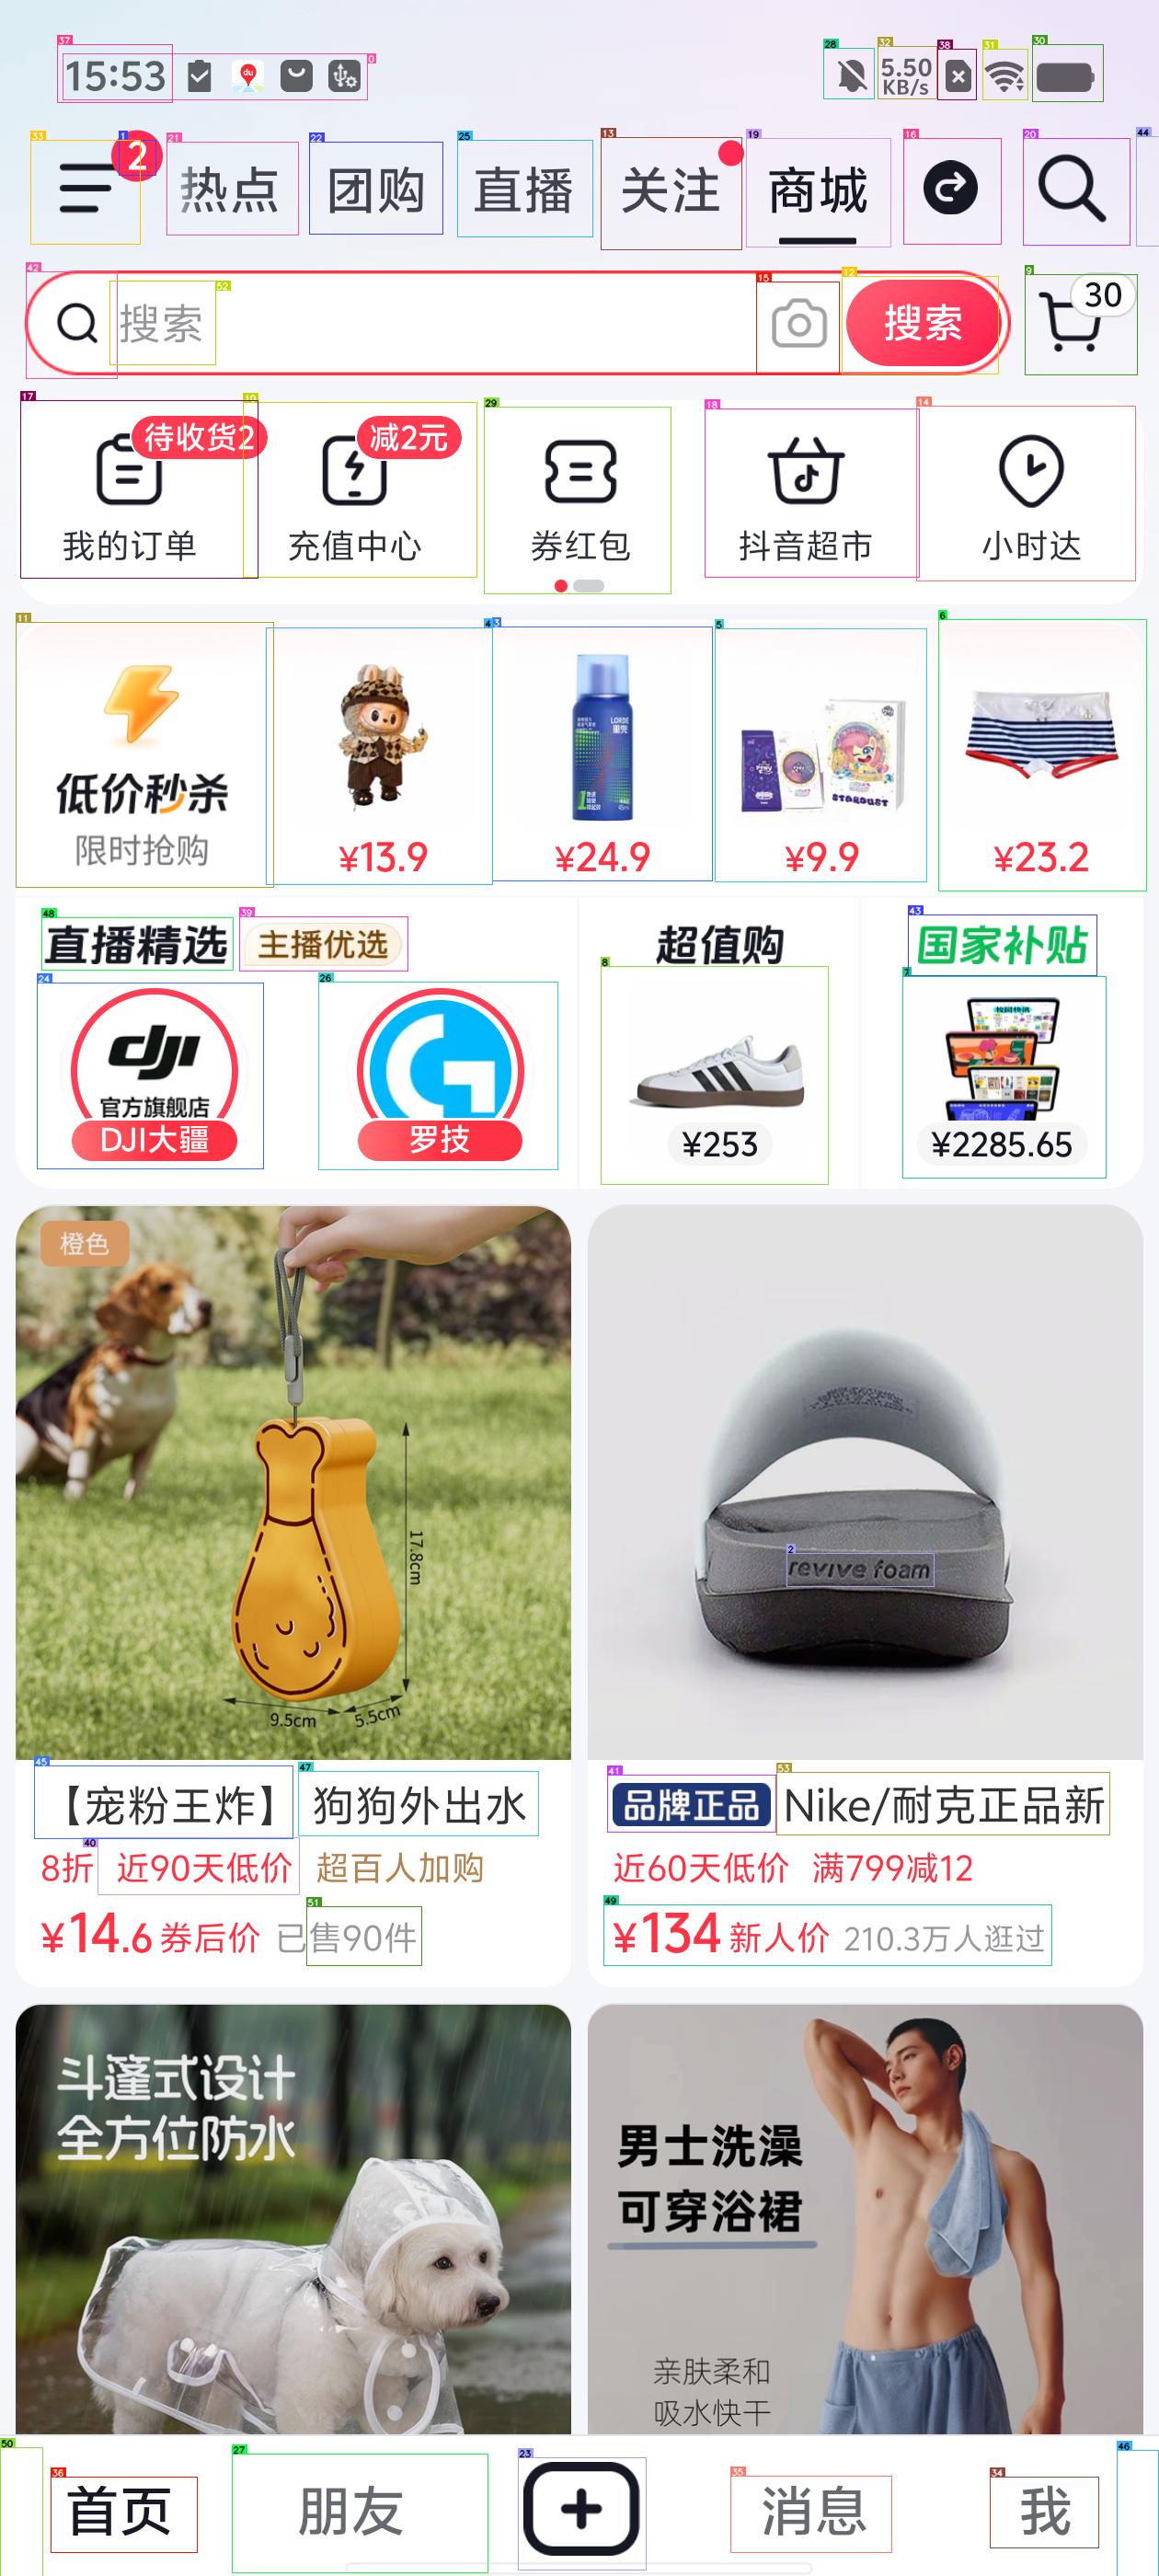 15:53 5.50 KB/s
2
热点 团购 直播 关注 商城
搜索 搜索 30
待收货2 减2元
我的订单 充值中心 券红包 抖音超市 小时达
低价秒杀
限时抢购
¥13.9 ¥24.9 ¥9.9 ¥23.2
直播精选 主播优选 超值购 国家补贴
dji
官方旗舰店
DJI大疆 罗技 ¥253 ¥2285.65
橙色
17.8cm
9.5cm 5.5cm
revive foam
【宠粉王炸】 狗狗外出水
8折 近90天低价 超百人加购
¥14.6 券后价 已售90件
品牌正品 Nike/耐克正品新
近60天低价 满799减12
¥134 新人价 210.3万人逛过
斗篷式设计
全方位防水
男士洗澡
可穿浴裙
亲肤柔和
吸水快干
首页 朋友 消息 我